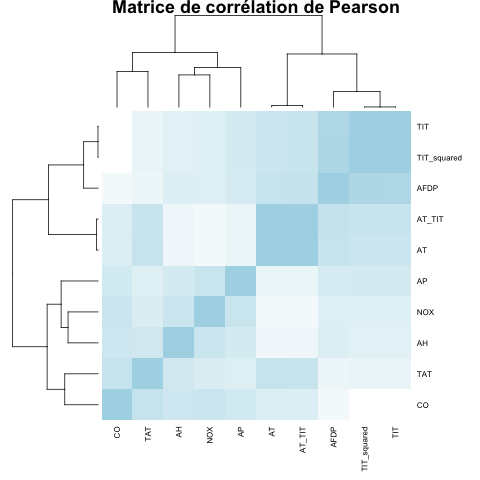 Matrice de corrélation de Pearson
TIT
TIT_squared
AFDP
AT_TIT
AT
AP
NOX
AH
TAT
CO
CO
TAT
AH
NOX
AP
AT
AT_TIT
AFDP
TIT_squared
TIT